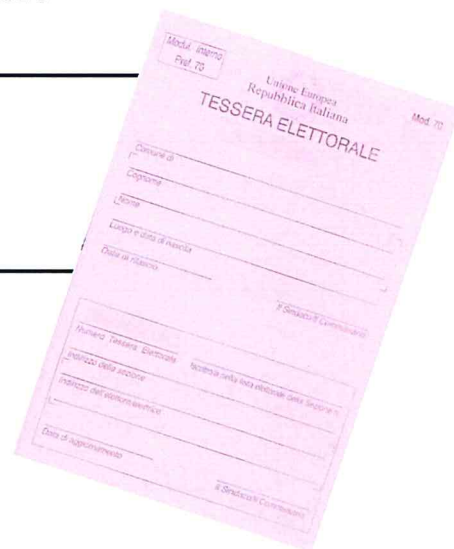 Modul. interno
Pref. 70
Mod. 70
Unione Europea
Repubblica Italiana
TESSERA ELETTORALE
Comune di
Cognome
Nome
Luogo e data di nascita
Data di rilascio
Il Sindaco/Il Commissario
Numero Tessera Elettorale
Iscritto/a nella lista elettorale della Sezione n.
Indirizzo della sezione
Indirizzo dell'elettore/elettrice
Data di aggiornamento
Il Sindaco/Il Commissario